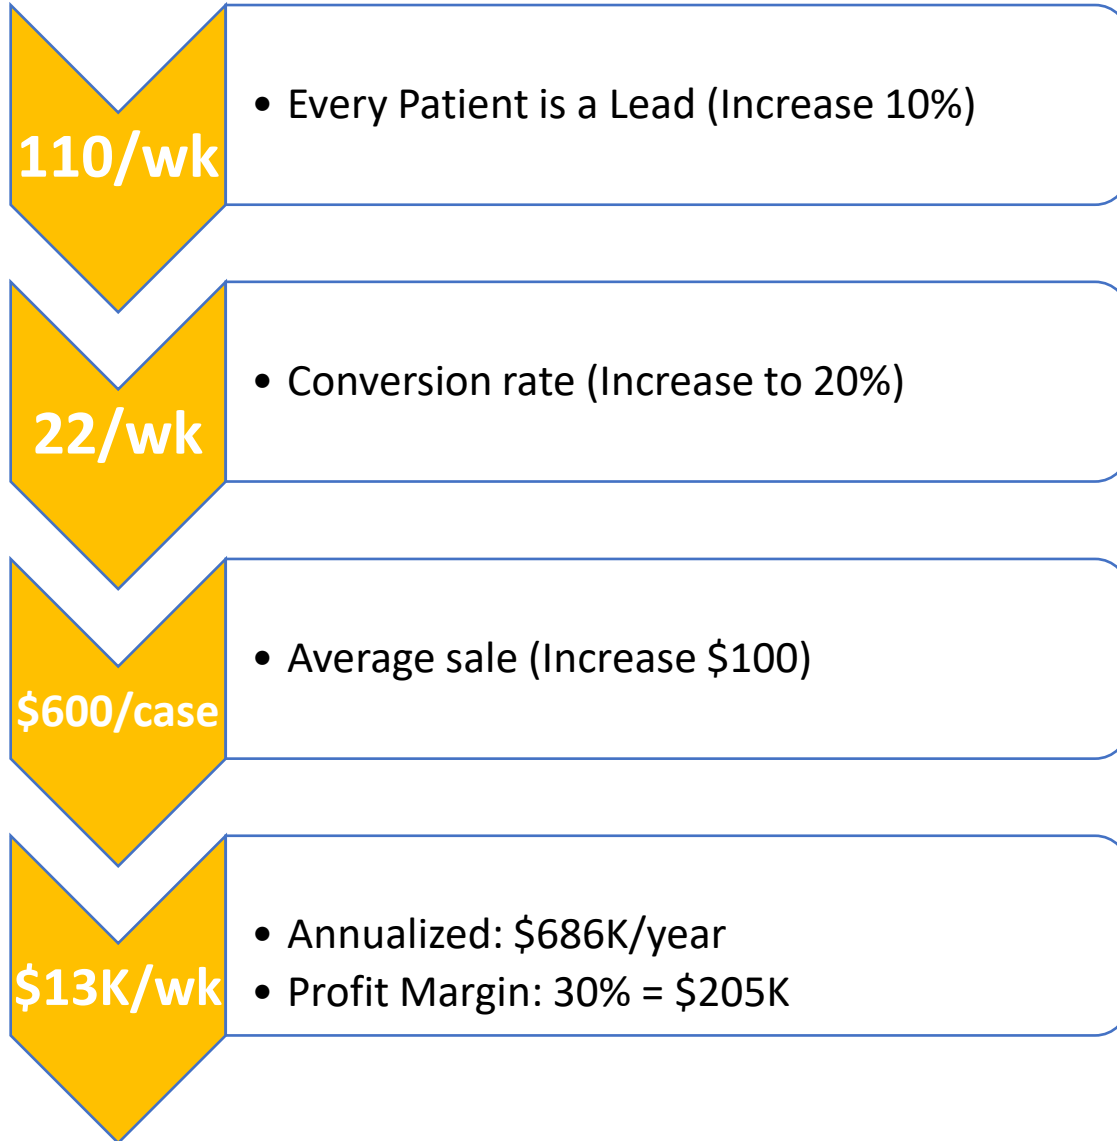 110/wk
• Every Patient is a Lead (Increase 10%)
22/wk
• Conversion rate (Increase to 20%)
$600/case
• Average sale (Increase $100)
$13K/wk
• Annualized: $686K/year
• Profit Margin: 30% = $205K